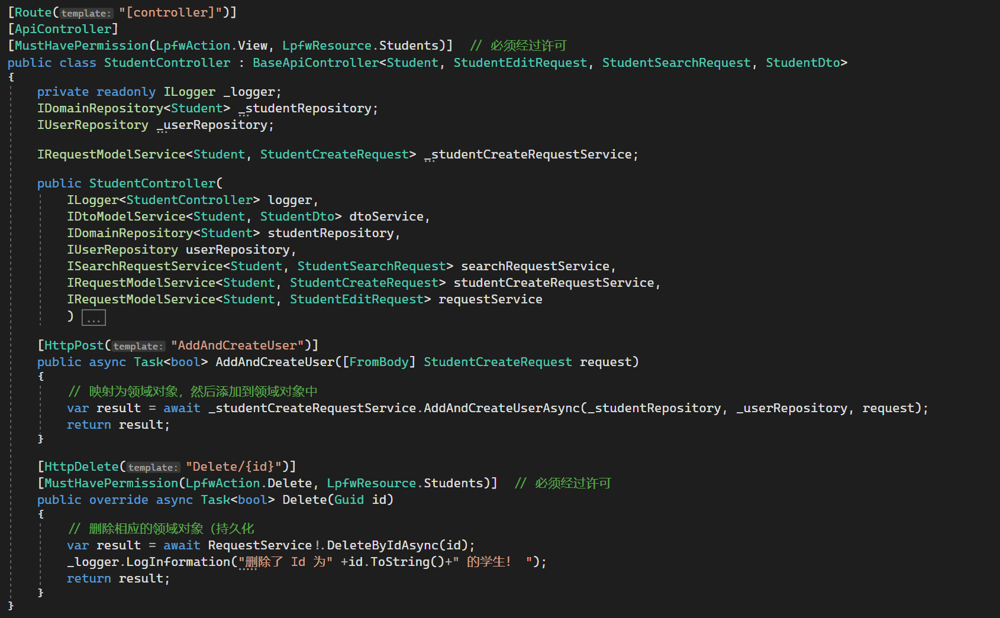 [Route(template: "[controller]")]
[ApiController]
[MustHavePermission(LpfwAction.View, LpfwResource.Students)]  // 必须经过许可
public class StudentController : BaseApiController<Student, StudentEditRequest, StudentSearchRequest, StudentDto>
{
    private readonly ILogger _logger;
    IDomainRepository<Student> _studentRepository;
    IUserRepository _userRepository;

    IRequestModelService<Student, StudentCreateRequest> _studentCreateRequestService;

    public StudentController(
        ILogger<StudentController> logger,
        IDtoModelService<Student, StudentDto> dtoService,
        IDomainRepository<Student> studentRepository,
        IUserRepository userRepository,
        ISearchRequestService<Student, StudentSearchRequest> searchRequestService,
        IRequestModelService<Student, StudentCreateRequest> studentCreateRequestService,
        IRequestModelService<Student, StudentEditRequest> requestService
        ) ...

    [HttpPost(template: "AddAndCreateUser")]
    public async Task<bool> AddAndCreateUser([FromBody] StudentCreateRequest request)
    {
        // 映射为领域对象，然后添加到领域对象中
        var result = await _studentCreateRequestService.AddAndCreateUserAsync(_studentRepository, _userRepository, request);
        return result;
    }

    [HttpDelete(template: "Delete/{id}")]
    [MustHavePermission(LpfwAction.Delete, LpfwResource.Students)]  // 必须经过许可
    public override async Task<bool> Delete(Guid id)
    {
        // 删除相应的领域对象（持久化
        var result = await RequestService!.DeleteByIdAsync(id);
        _logger.LogInformation("删除了 Id 为" +id.ToString()+" 的学生！ ");
        return result;
    }
}